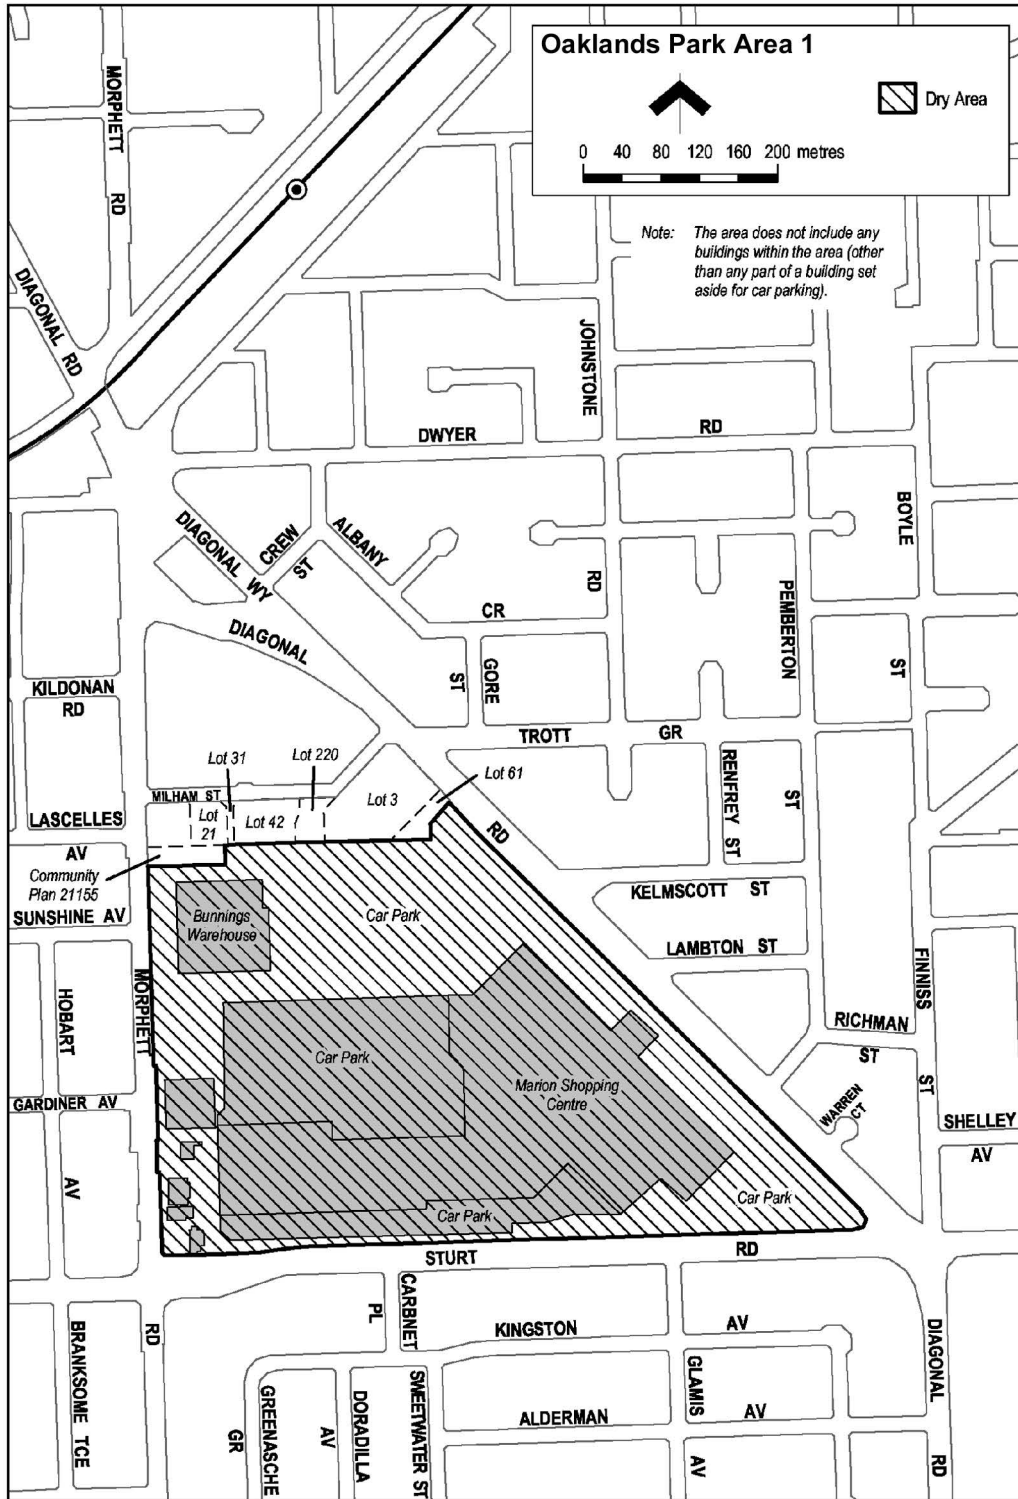 Oaklands Park Area 1
Dry Area
0 40 80 120 160 200 metres
Note: The area does not include any
buildings within the area (other
than any part of a building set
aside for car parking).
MORPHETT
RD
DIAGONAL RD
JOHNSTONE
DWYER
RD
BOYLE
DIAGONAL WY
CREW
ST
ALBANY
CR
RD
PEMBERTON
DIAGONAL
ST
GORE
ST
KILDONAN
RD
TROTT
GR
Lot 31
Lot 220
Lot 61
RENFREY
ST
ST
MILHAM ST
Lot 3
LASCELLES
AV
Lot
21
Lot 42
RD
Community
Plan 21155
KELMSCOTT ST
SUNSHINE AV
Bunnings
Warehouse
Car Park
LAMBTON ST
HOBART
MORPHETT
FINNISS
RICHMAN
ST
Car Park
ST
Marion Shopping
Centre
GARDINER AV
WARREN
CT
SHELLEY
AV
AV
Car Park
Car Park
STURT
RD
BRANKSOME TCE
RD
PL
CARBNET
KINGSTON
AV
DIAGONAL
GR
GREENASCHE
AV
DORADILLA
SWEETWATER ST
GLAMIS
ALDERMAN
AV
AV
RD